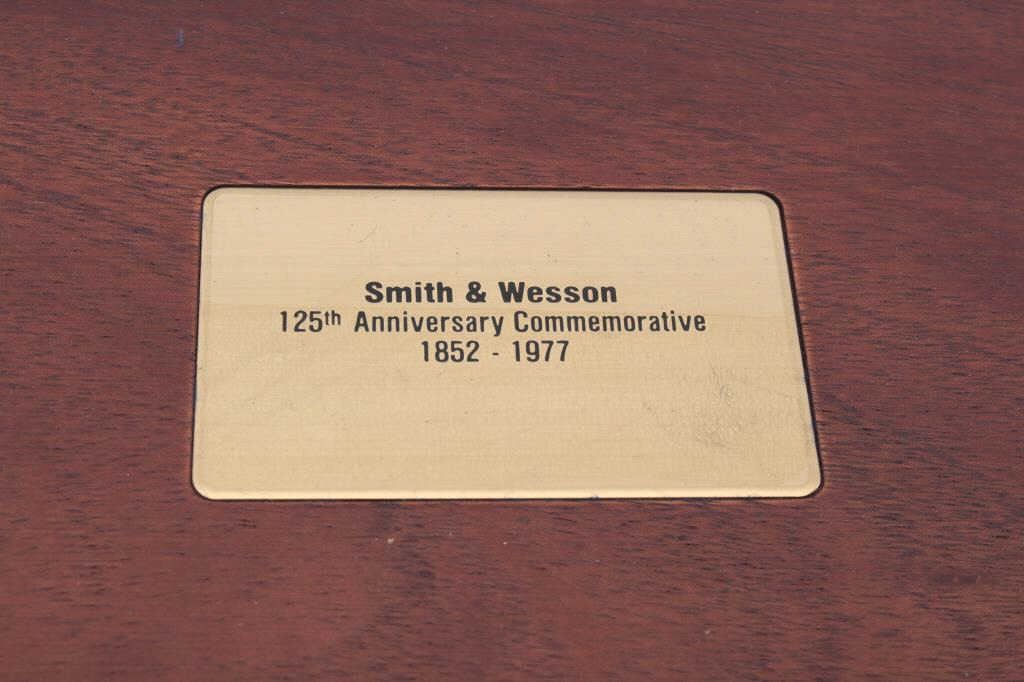 Smith & Wesson
125th Anniversary Commemorative
1852 - 1977